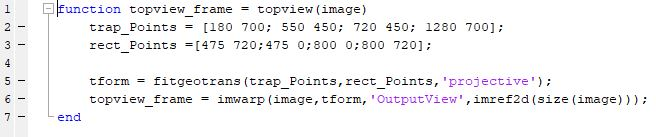 1 function topview_frame = topview(image)
2 - trap_Points = [180 700; 550 450; 720 450; 1280 700];
3 - rect_Points =[475 720;475 0;800 0;800 720];
4
5 - tform = fitgeotrans(trap_Points,rect_Points,'projective');
6 - topview_frame = imwarp(image,tform,'OutputView',imref2d(size(image)));
7 - end